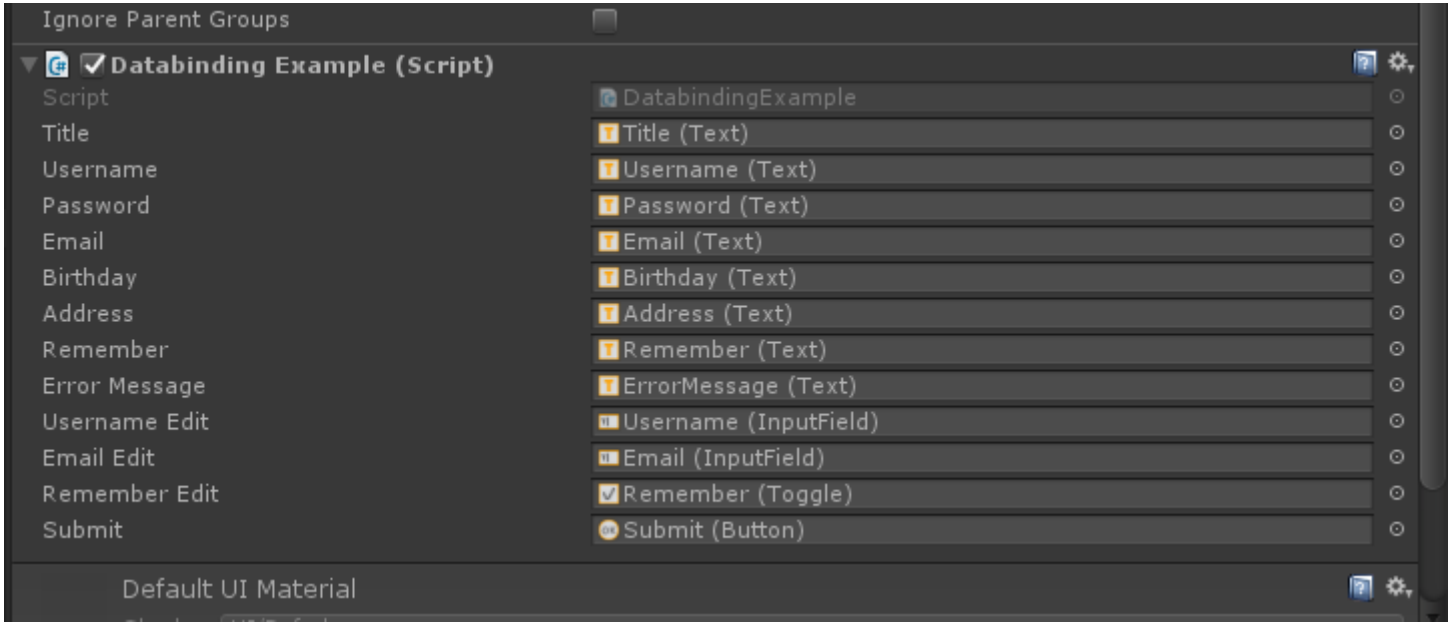 Ignore Parent Groups
Databinding Example (Script)
Script DatabindingExample
Title Title (Text)
Username Username (Text)
Password Password (Text)
Email Email (Text)
Birthday Birthday (Text)
Address Address (Text)
Remember Remember (Text)
Error Message ErrorMessage (Text)
Username Edit Username (InputField)
Email Edit Email (InputField)
Remember Edit Remember (Toggle)
Submit Submit (Button)
Default UI Material